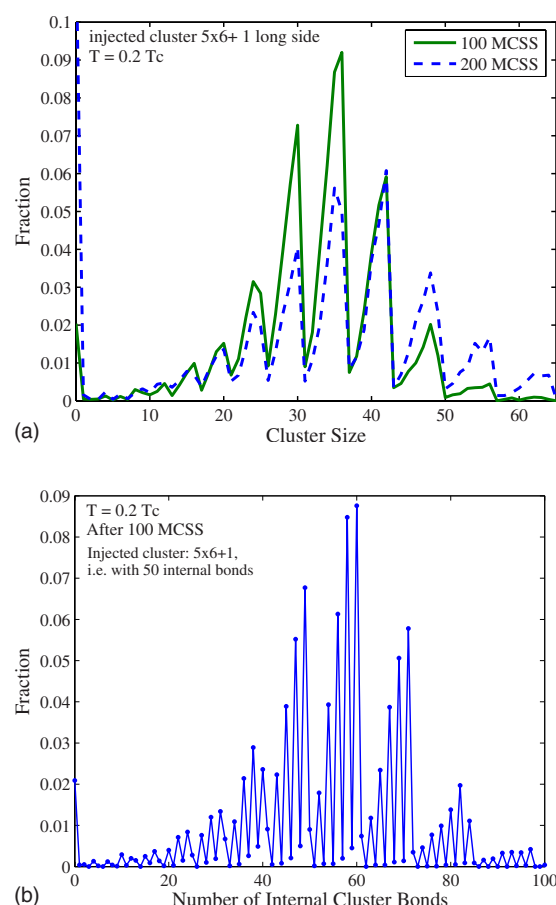 0.1
0.09
0.08
0.07
0.06
0.05
0.04
0.03
0.02
0.01
0
Fraction
injected cluster 5x6+ 1 long side
T = 0.2 Tc
100 MCSS
200 MCSS
0 10 20 30 40 50 60
Cluster Size
(a)
0.09
0.08
0.07
0.06
0.05
0.04
0.03
0.02
0.01
0
Fraction
T = 0.2 Tc
After 100 MCSS
Injected cluster: 5x6+1,
i.e. with 50 internal bonds
0 20 40 60 80 100
Number of Internal Cluster Bonds
(b)